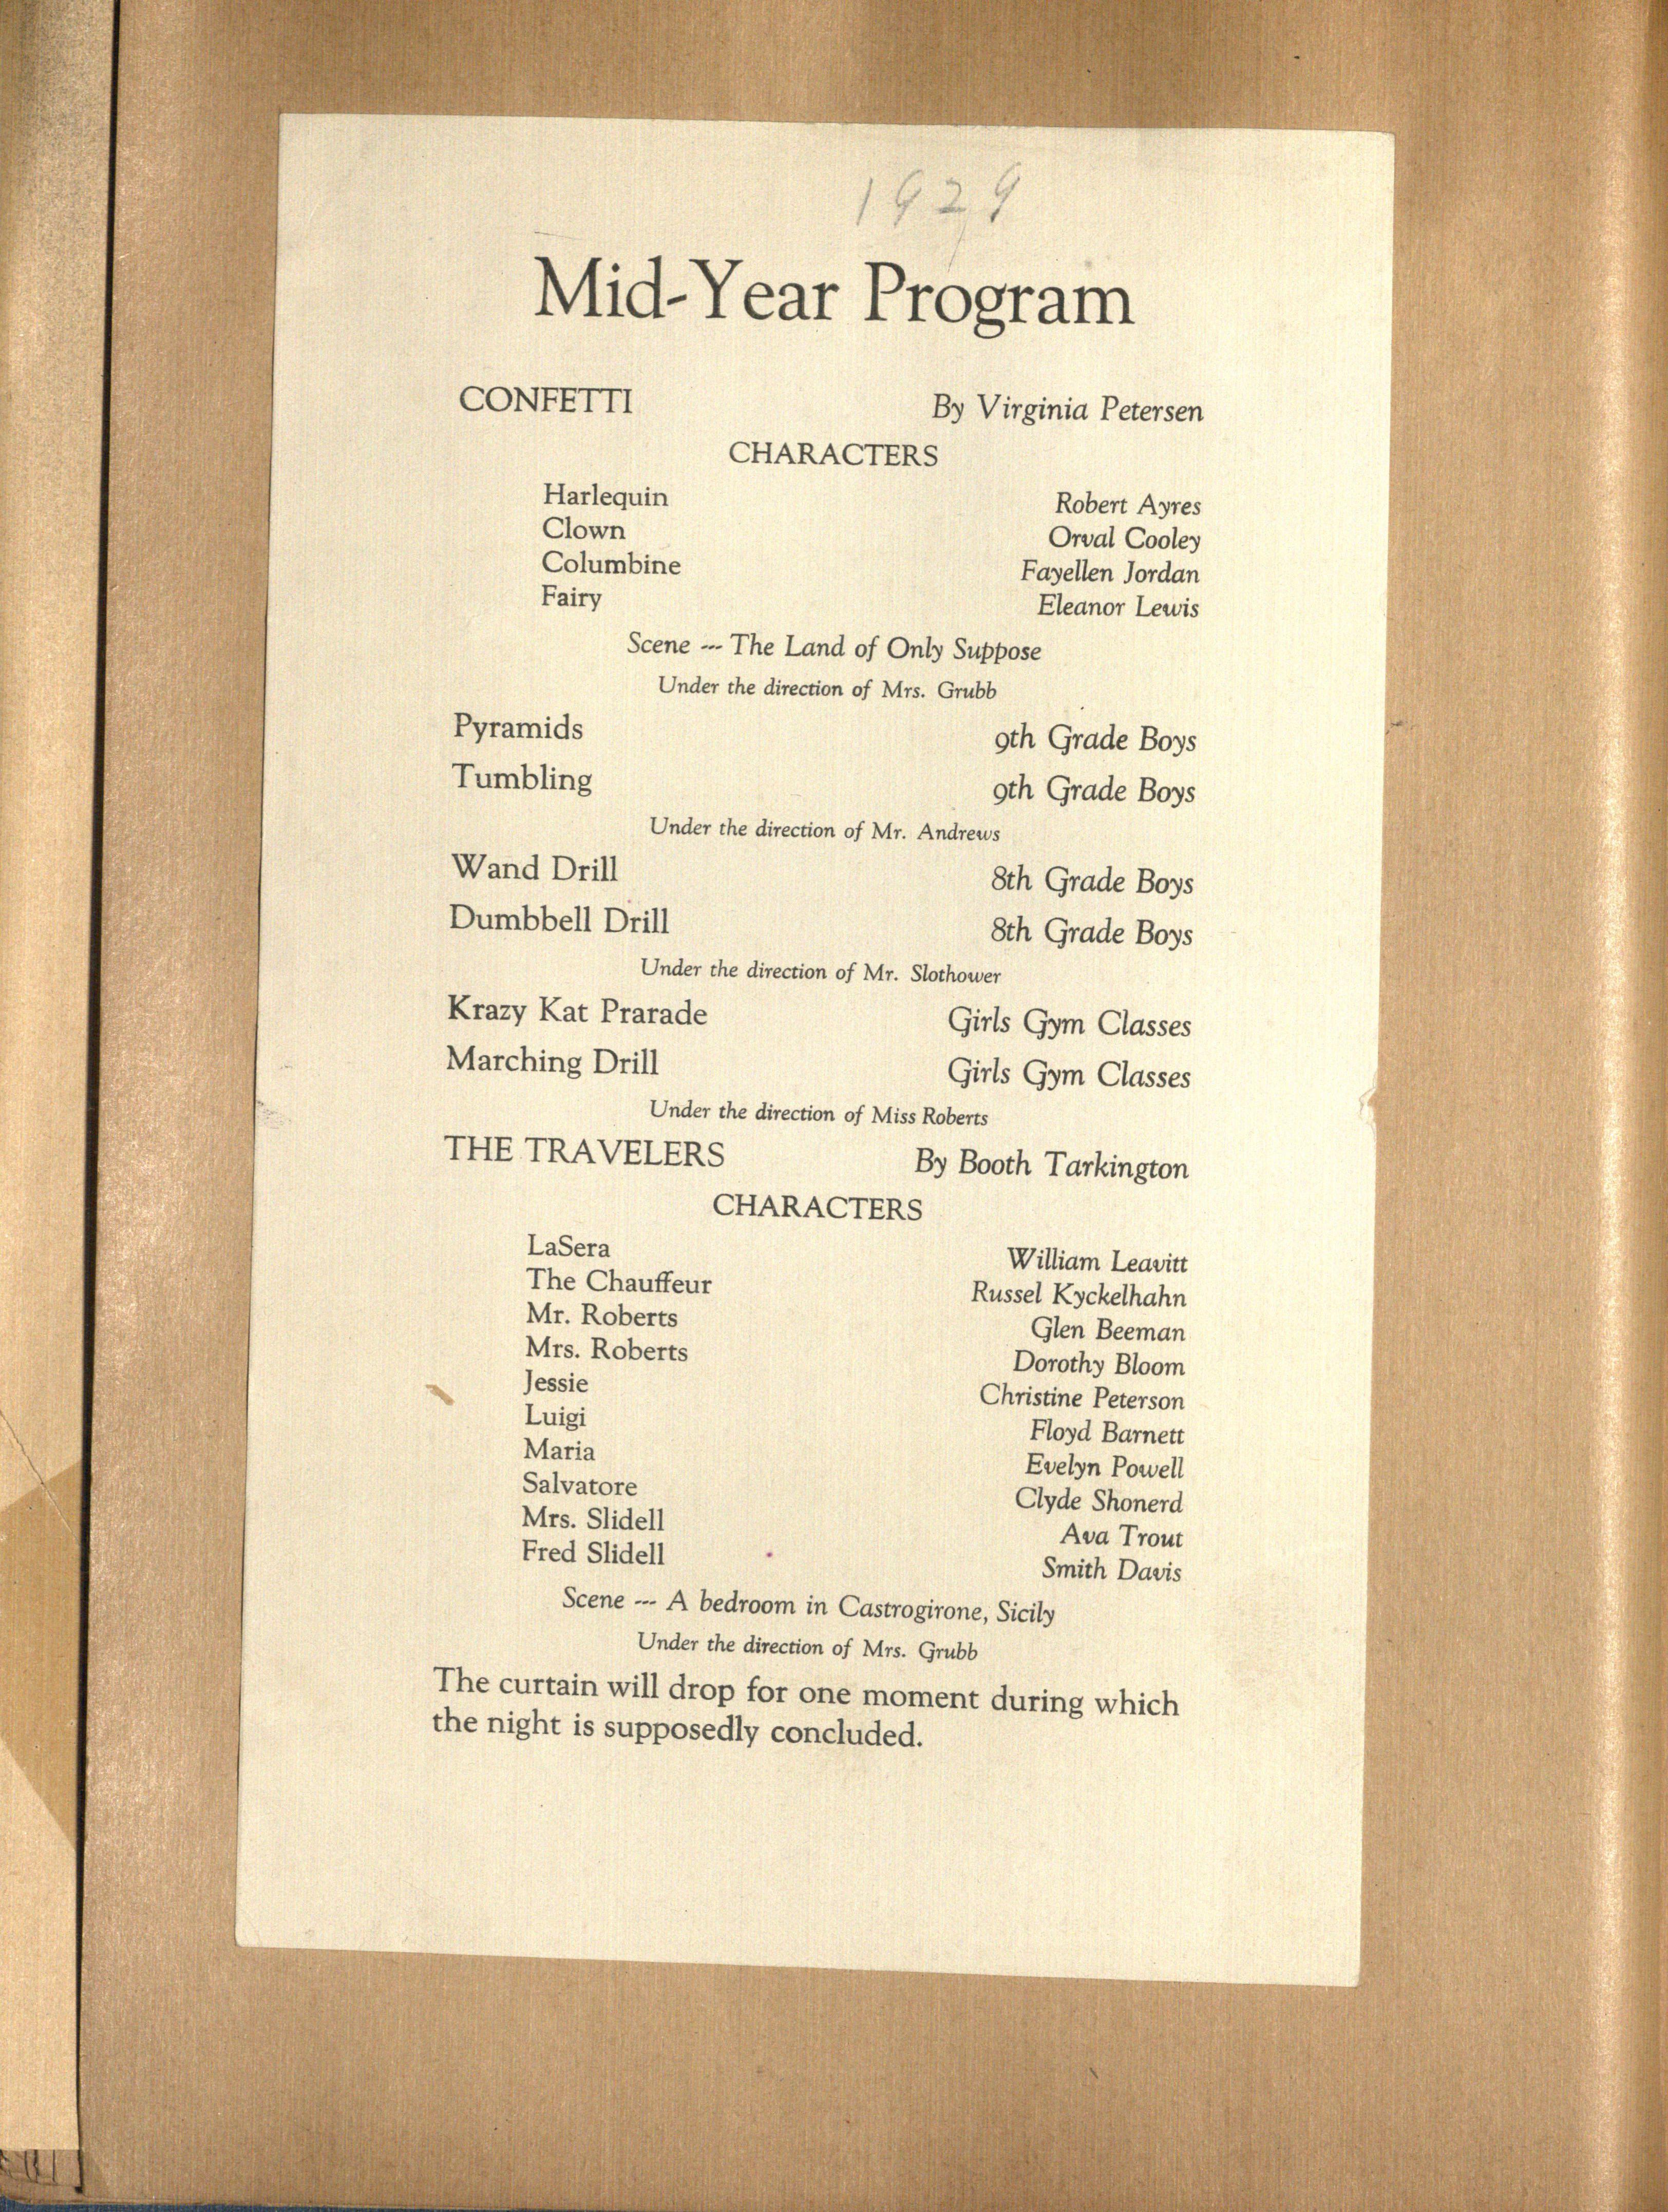 1929
Mid-Year Program
CONFETTI By Virginia Petersen
CHARACTERS
Harlequin Robert Ayres
Clown Orval Cooley
Columbine Fayellen Jordan
Fairy Eleanor Lewis
Scene --- The Land of Only Suppose
Under the direction of Mrs. Grubb
Pyramids 9th Grade Boys
Tumbling 9th Grade Boys
Under the direction of Mr. Andrews
Wand Drill 8th Grade Boys
Dumbbell Drill 8th Grade Boys
Under the direction of Mr. Slothower
Krazy Kat Prarade Girls Gym Classes
Marching Drill Girls Gym Classes
Under the direction of Miss Roberts
THE TRAVELERS By Booth Tarkington
CHARACTERS
LaSera William Leavitt
The Chauffeur Russel Kyckelhahn
Mr. Roberts Glen Beeman
Mrs. Roberts Dorothy Bloom
Jessie Christine Peterson
Luigi Floyd Barnett
Maria Evelyn Powell
Salvatore Clyde Shonerd
Mrs. Slidell Ava Trout
Fred Slidell Smith Davis
Scene --- A bedroom in Castrogirone, Sicily
Under the direction of Mrs. Grubb
The curtain will drop for one moment during which
the night is supposedly concluded.